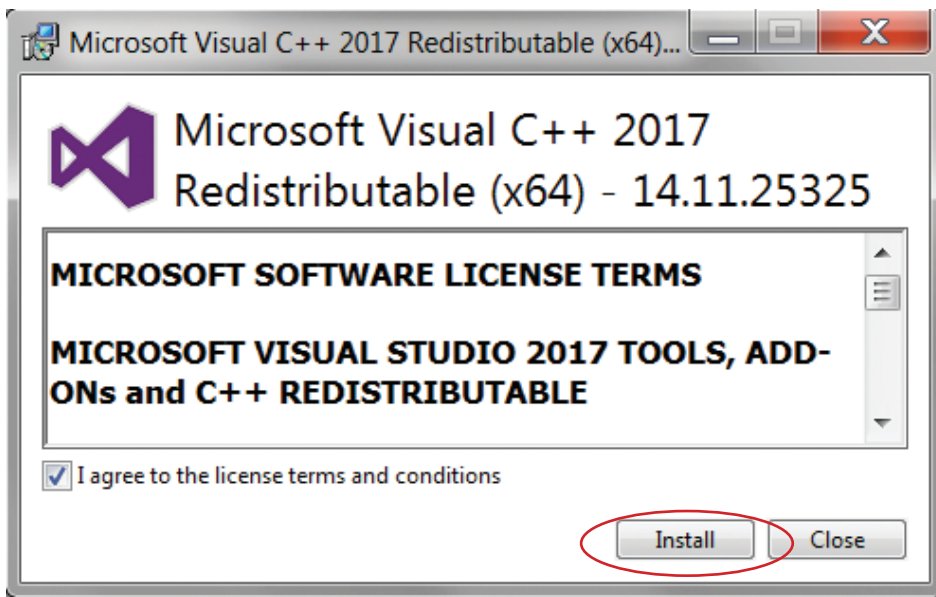 Microsoft Visual C++ 2017 Redistributable (x64)...
Microsoft Visual C++ 2017
Redistributable (x64) - 14.11.25325
MICROSOFT SOFTWARE LICENSE TERMS
MICROSOFT VISUAL STUDIO 2017 TOOLS, ADD-
ONs and C++ REDISTRIBUTABLE
I agree to the license terms and conditions
Install Close